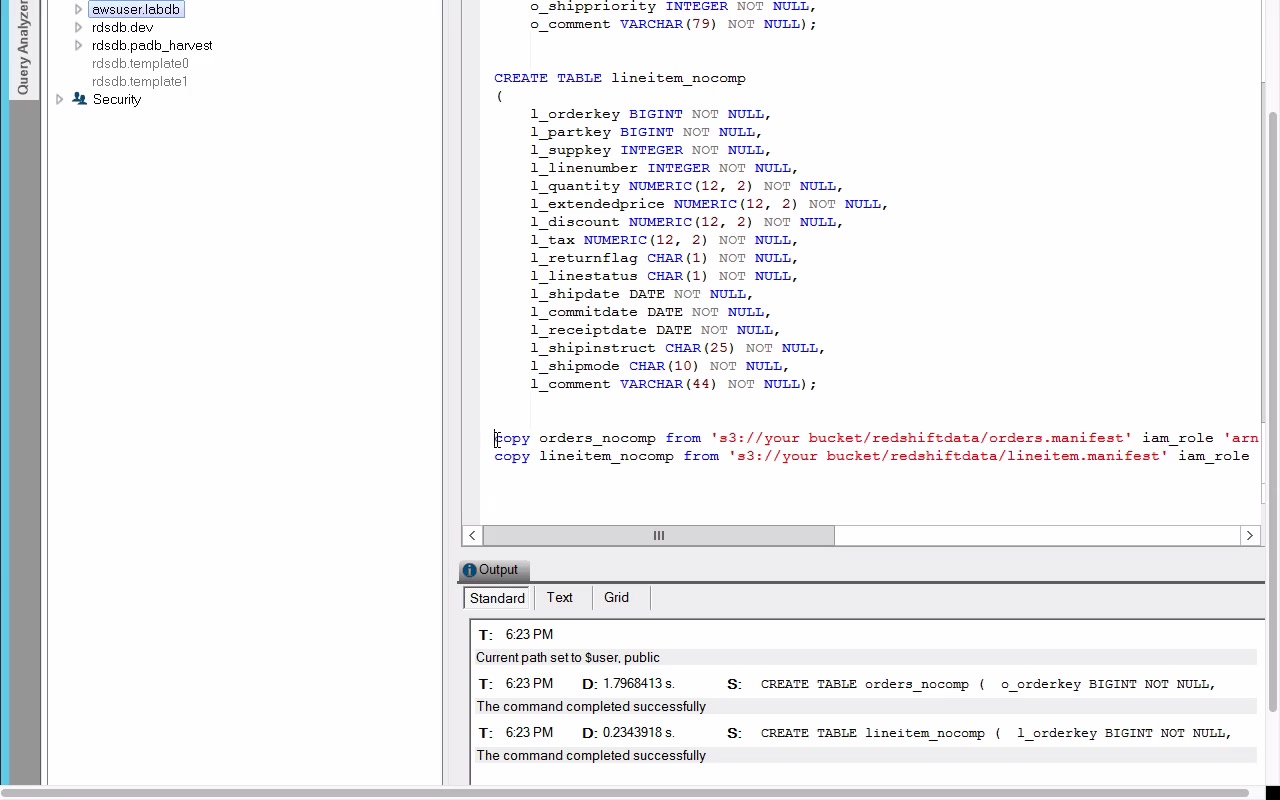 Query Analyzer
awsuser.labdb
rdsdb.dev
rdsdb.padb_harvest
rdsdb.template0
rdsdb.template1
Security
o_shippriority INTEGER NOT NULL,
o_comment VARCHAR(79) NOT NULL);
CREATE TABLE lineitem_nocomp
(
l_orderkey BIGINT NOT NULL,
l_partkey BIGINT NOT NULL,
l_suppkey INTEGER NOT NULL,
l_linenumber INTEGER NOT NULL,
l_quantity NUMERIC(12, 2) NOT NULL,
l_extendedprice NUMERIC(12, 2) NOT NULL,
l_discount NUMERIC(12, 2) NOT NULL,
l_tax NUMERIC(12, 2) NOT NULL,
l_returnflag CHAR(1) NOT NULL,
l_linestatus CHAR(1) NOT NULL,
l_shipdate DATE NOT NULL,
l_commitdate DATE NOT NULL,
l_receiptdate DATE NOT NULL,
l_shipinstruct CHAR(25) NOT NULL,
l_shipmode CHAR(10) NOT NULL,
l_comment VARCHAR(44) NOT NULL);
copy orders_nocomp from 's3://your bucket/redshiftdata/orders.manifest' iam_role 'arn
copy lineitem_nocomp from 's3://your bucket/redshiftdata/lineitem.manifest' iam_role
Output
Standard Text Grid
T: 6:23 PM
Current path set to $user, public
T: 6:23 PM D: 1.7968413 s. S: CREATE TABLE orders_nocomp ( o_orderkey BIGINT NOT NULL,
The command completed successfully
T: 6:23 PM D: 0.2343918 s. S: CREATE TABLE lineitem_nocomp ( l_orderkey BIGINT NOT NULL,
The command completed successfully